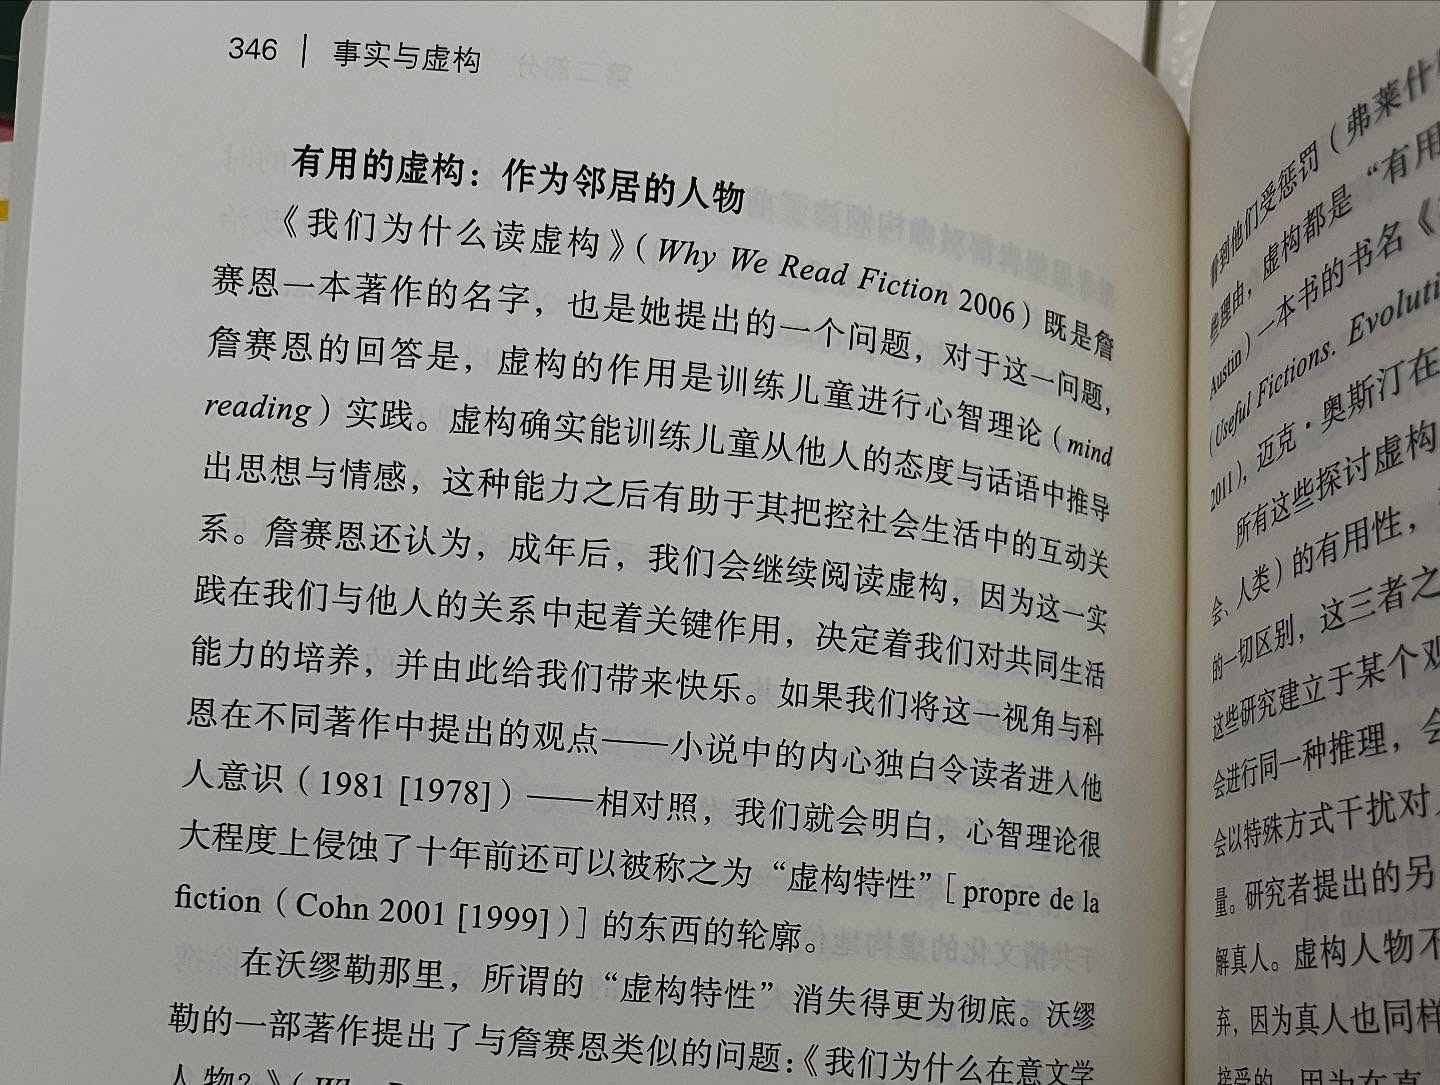 346 | 事实与虚构
有用的虚构：作为邻居的人物
《我们为什么读虚构》（Why We Read Fiction 2006）既是詹
赛恩一本著作的名字，也是她提出的一个问题，对于这一问题，
詹赛恩的回答是，虚构的作用是训练儿童进行心智理论（mind
reading）实践。虚构确实能训练儿童从他人的态度与话语中推导
出思想与情感，这种能力之后有助于其把控社会生活中的互动关
系。詹赛恩还认为，成年后，我们会继续阅读虚构，因为这一实
践在我们与他人的关系中起着关键作用，决定着我们对共同生活
能力的培养，并由此给我们带来快乐。如果我们将这一视角与科
恩在不同著作中提出的观点——小说中的内心独白令读者进入他
人意识（1981 [1978]）——相对照，我们就会明白，心智理论很
大程度上侵蚀了十年前还可以被称之为“虚构特性”［propre de la
fiction（Cohn 2001 [1999]）］的东西的轮廓。
在沃缪勒那里，所谓的“虚构特性”消失得更为彻底。沃缪
勒的一部著作提出了与詹赛恩类似的问题：《我们为什么在意文学
人物？》（
看到他们受惩罚（弗莱什
些理由，虚构都是“有用
Austin）一本书的书名《
(Useful Fictions. Evoluti
2011)，迈克·奥斯汀在
所有这些探讨虚构
会、人类）的有用性，
的一切区别，这三者之
这些研究建立于某个观
会进行同一种推理，会
会以特殊方式干扰对
量。研究者提出的另
解真人。虚构人物不
弃，因为真人也同样
接受的，因为在真